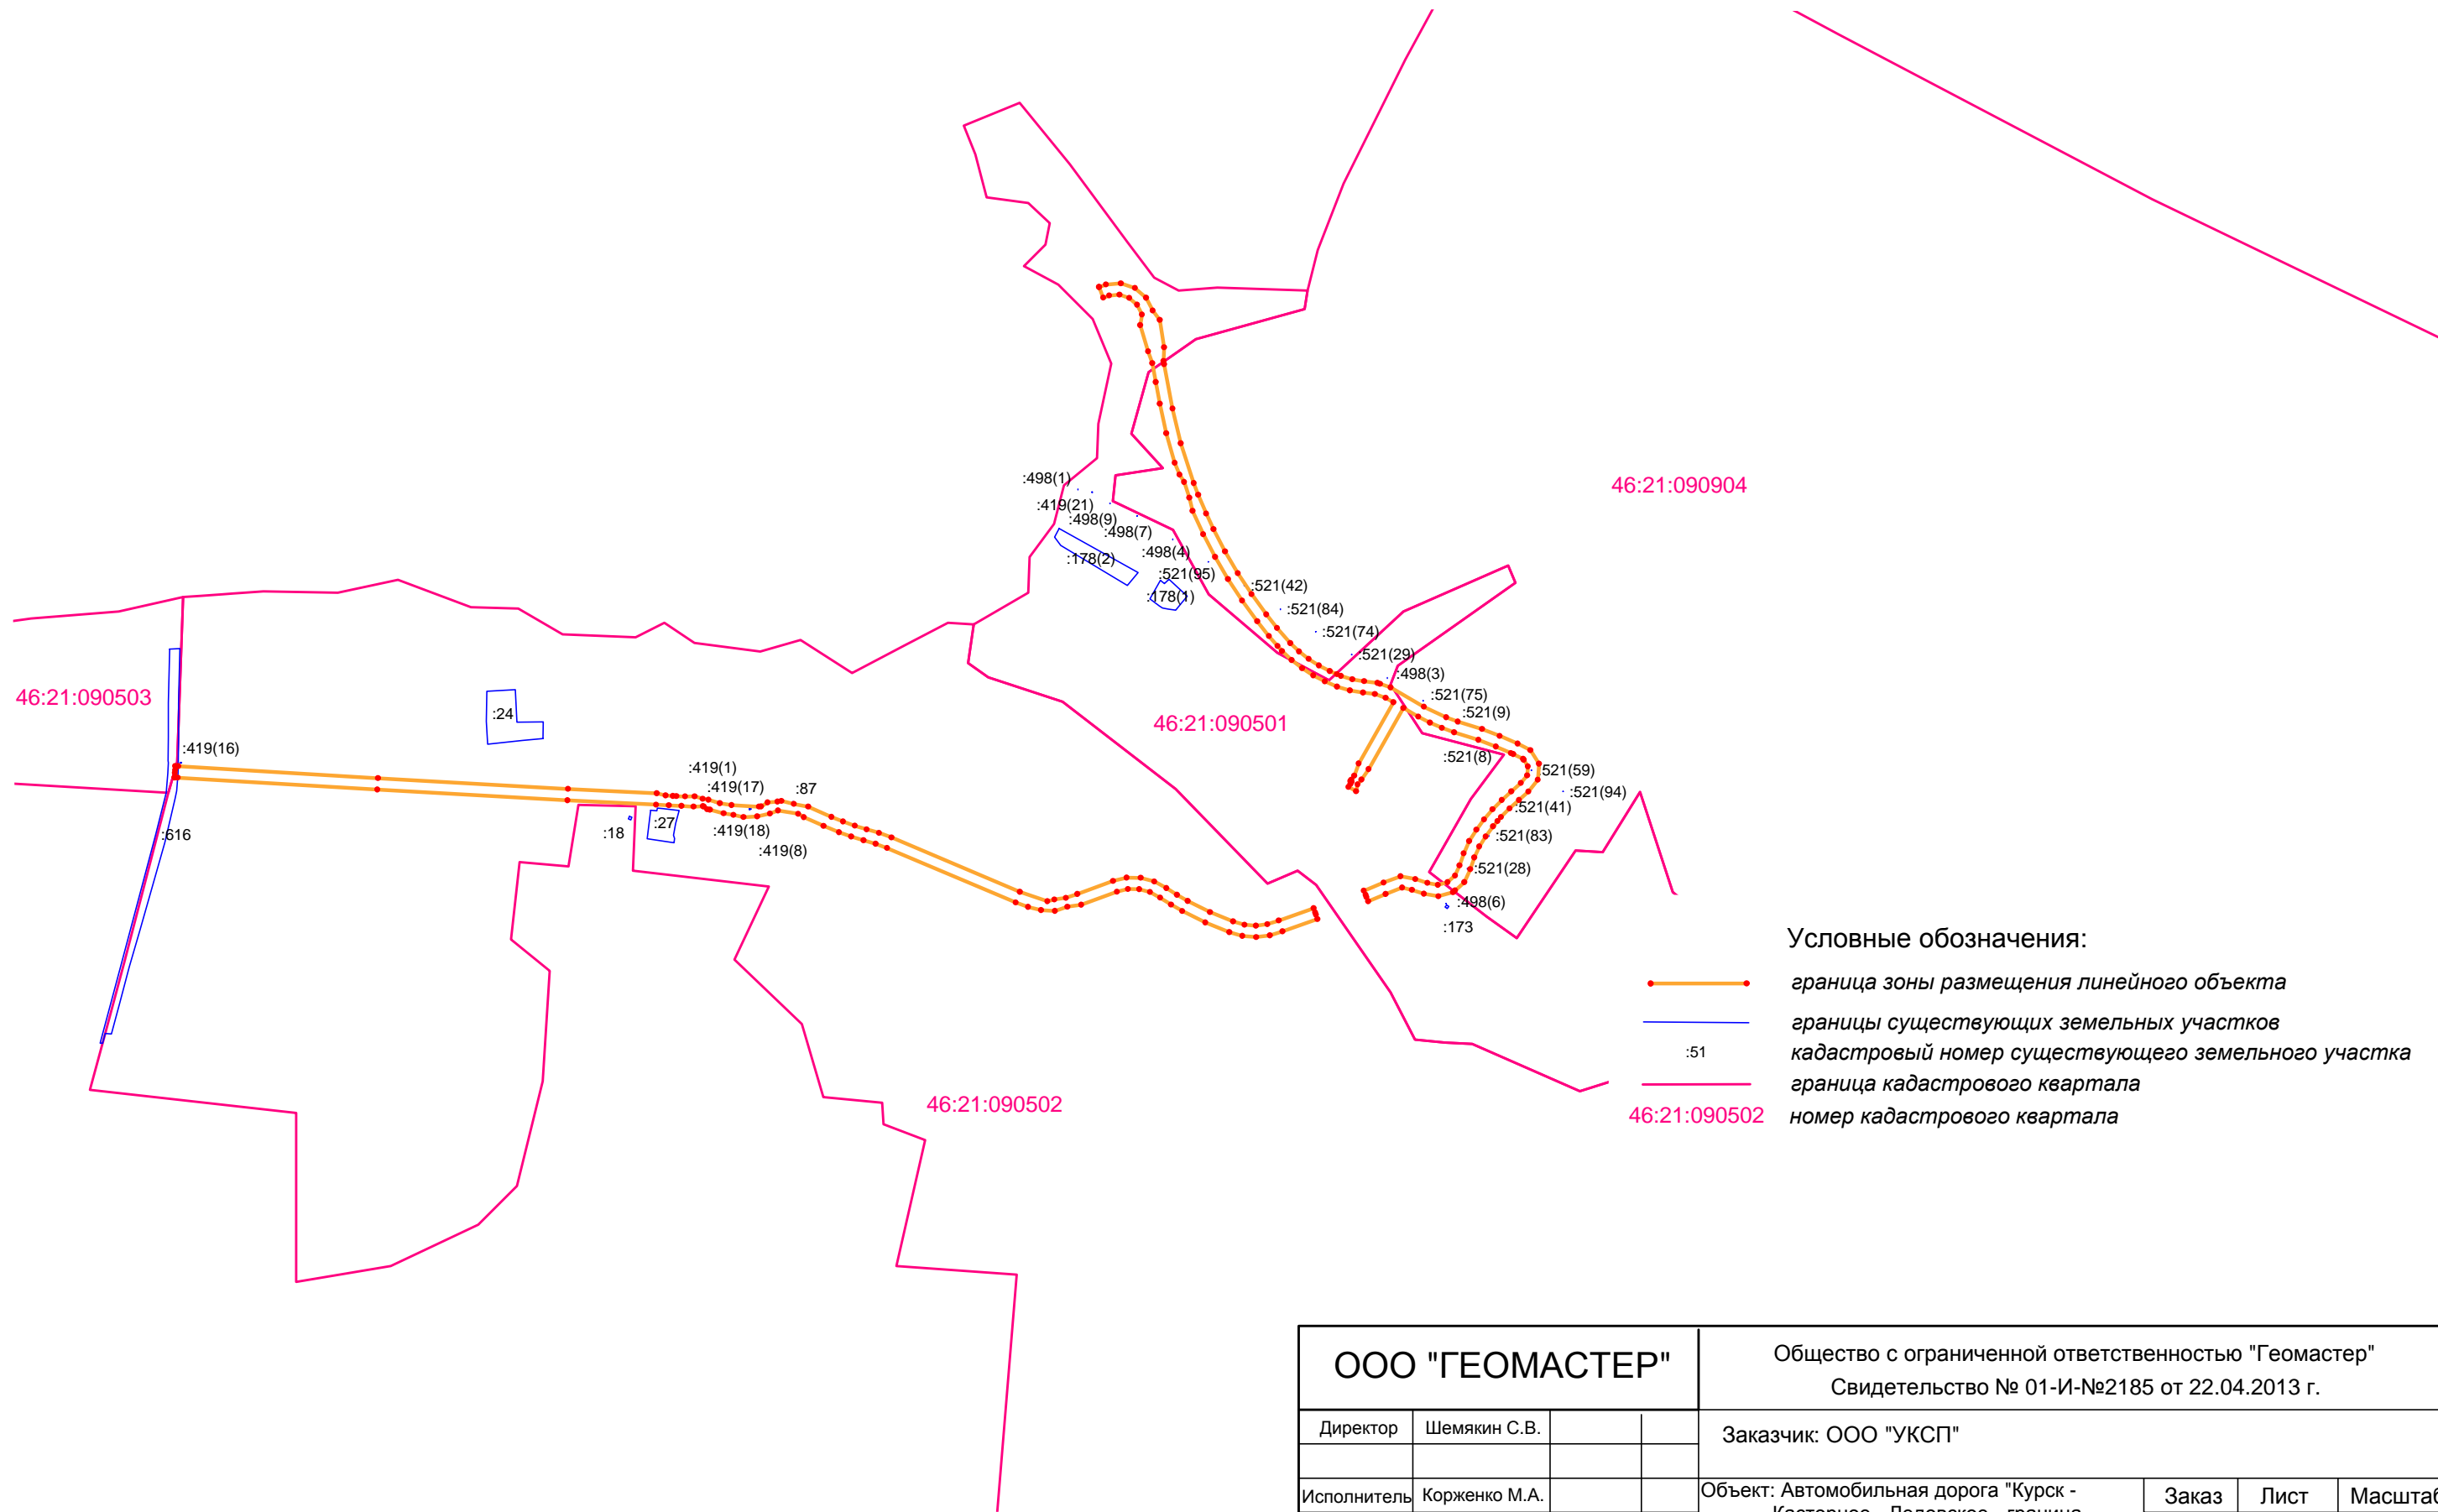 46:21:090904
:498(1)
:419(21)
:498(9)
:498(7)
:498(4)
:178(2)
:521(95)
:178(1)
:521(42)
:521(84)
:521(74)
:521(29)
:498(3)
:521(75)
:521(9)
:521(8)
:521(59)
:521(94)
:521(41)
:521(83)
:521(28)
:498(6)
:173
46:21:090503
46:21:090501
:24
:419(16)
:419(1)
:419(17)
:87
:616
:18
:27
:419(18)
:419(8)
46:21:090502
Условные обозначения:
граница зоны размещения линейного объекта
границы существующих земельных участков
:51 кадастровый номер существующего земельного участка
граница кадастрового квартала
46:21:090502 номер кадастрового квартала
ООО "ГЕОМАСТЕР"
Общество с ограниченной ответственностью "Геомастер"
Свидетельство № 01-И-№2185 от 22.04.2013 г.
Директор Шемякин С.В.
Заказчик: ООО "УКСП"
Исполнитель Корженко М.А.
Объект: Автомобильная дорога "Курск -
Заказ Лист